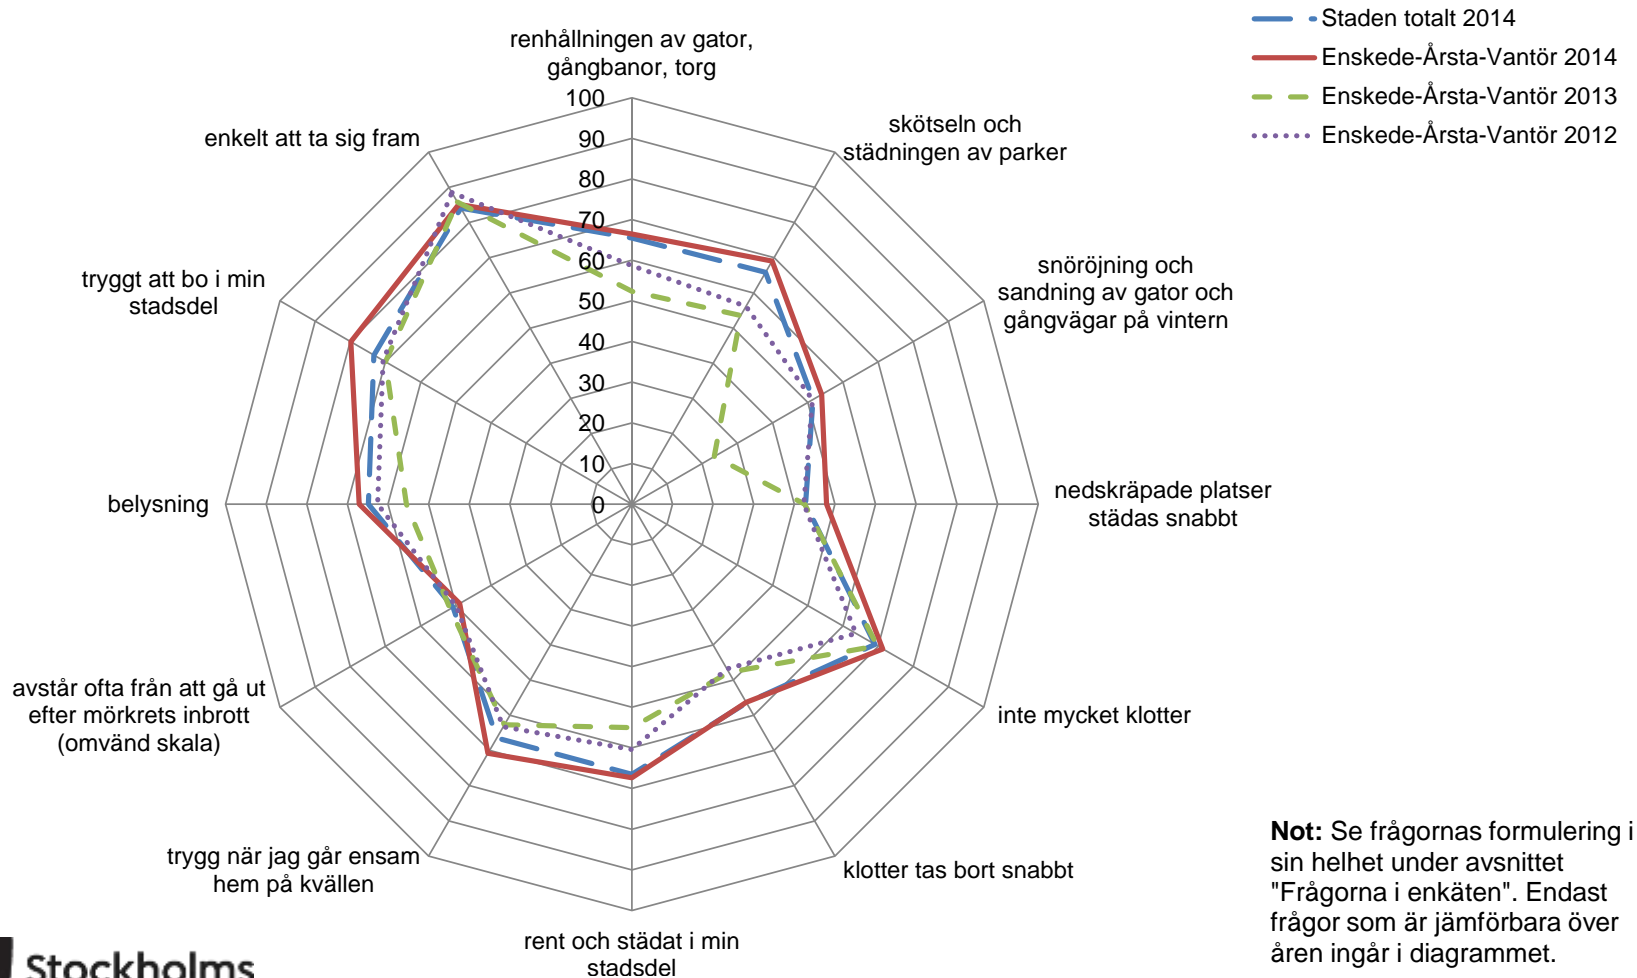 Staden totalt 2014
Enskede-Årsta-Vantör 2014
Enskede-Årsta-Vantör 2013
Enskede-Årsta-Vantör 2012
renhållningen av gator,
gångbanor, torg
skötseln och
städningen av parker
snöröjning och
sandning av gator och
gångvägar på vintern
nedskräpade platser
städas snabbt
inte mycket klotter
klotter tas bort snabbt
rent och städat i min
stadsdel
trygg när jag går ensam
hem på kvällen
avstår ofta från att gå ut
efter mörkrets inbrott
(omvänd skala)
belysning
tryggt att bo i min
stadsdel
enkelt att ta sig fram
100
90
80
70
60
50
40
30
20
10
0
Not: Se frågornas formulering i
sin helhet under avsnittet
"Frågorna i enkäten". Endast
frågor som är jämförbara över
åren ingår i diagrammet.
Stockholms